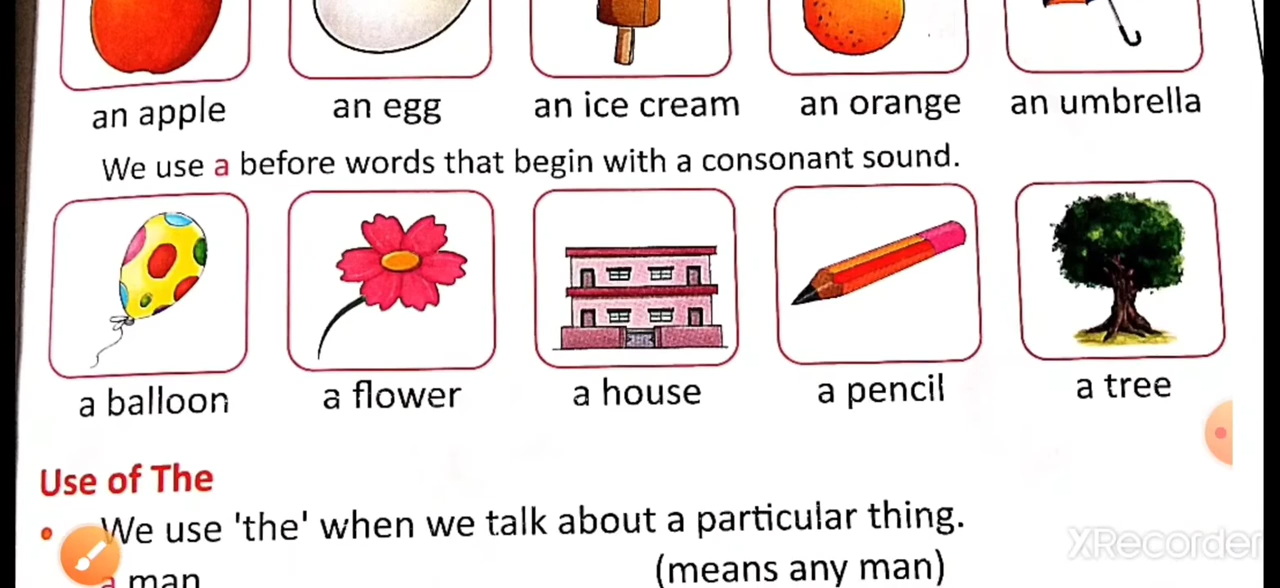 an apple an egg an ice cream an orange an umbrella
We use a before words that begin with a consonant sound.
a balloon a flower a house a pencil a tree
Use of The
We use 'the' when we talk about a particular thing.
a man (means any man)
XRecorder